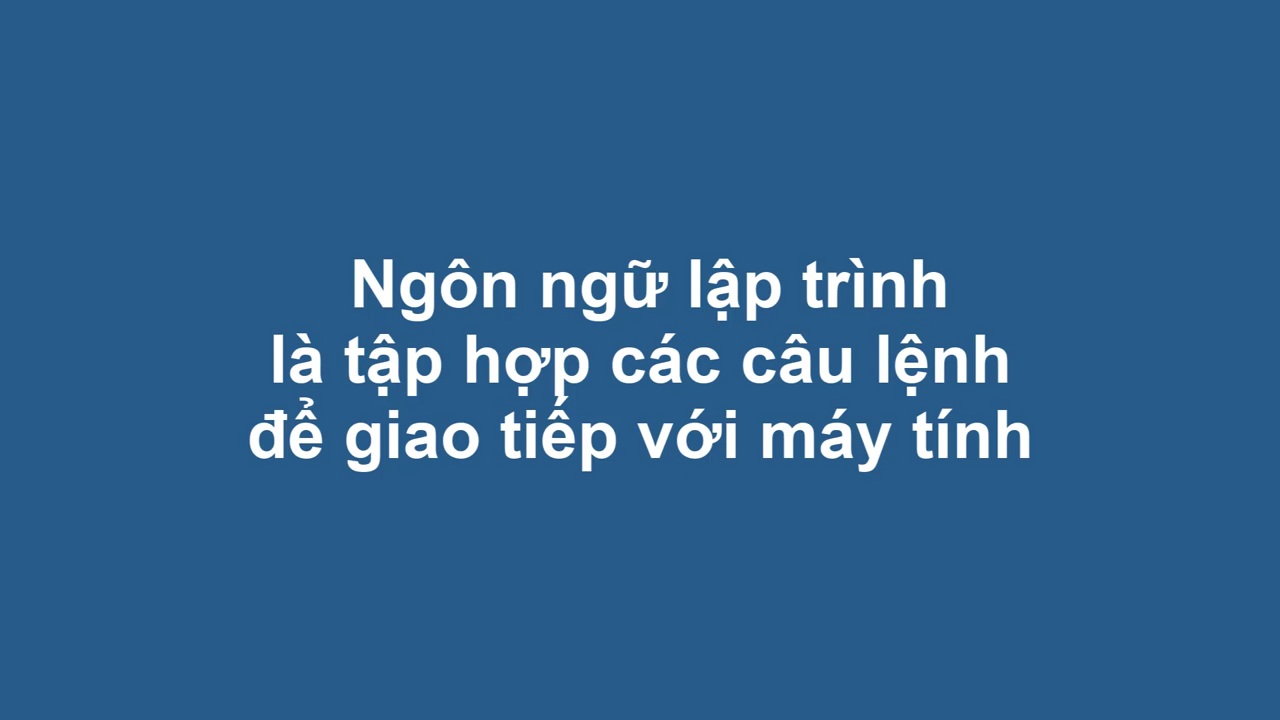 Ngôn ngữ lập trình
là tập hợp các câu lệnh
để giao tiếp với máy tính